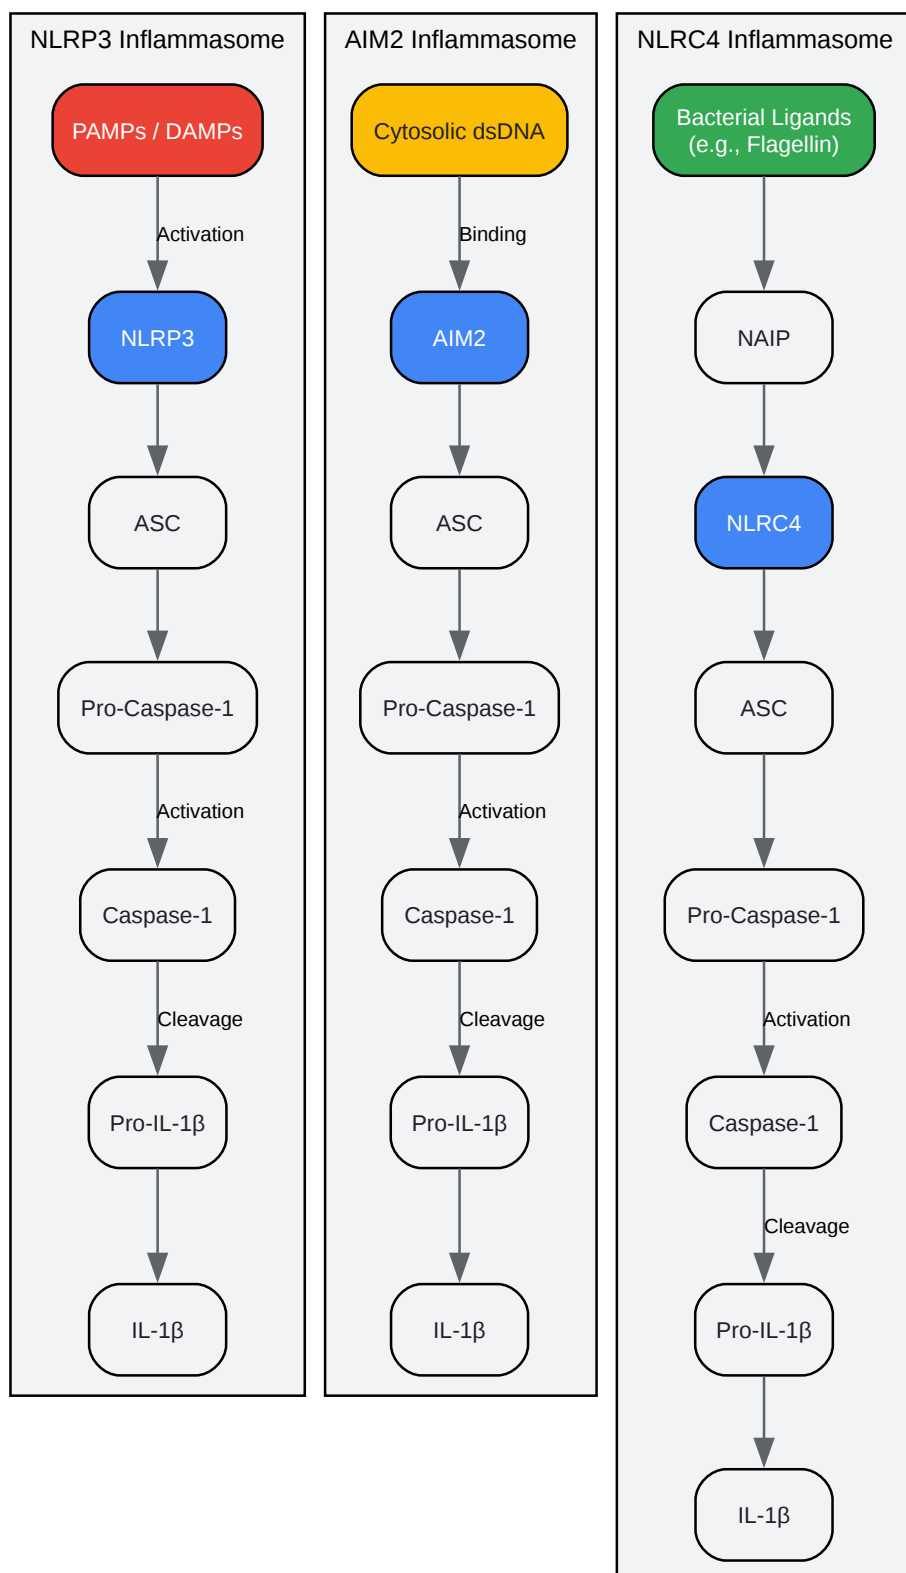 NLRP3 Inflammasome
PAMPs / DAMPs
Activation
NLRP3
ASC
Pro-Caspase-1
Activation
Caspase-1
Cleavage
Pro-IL-1β
IL-1β
AIM2 Inflammasome
Cytosolic dsDNA
Binding
AIM2
ASC
Pro-Caspase-1
Activation
Caspase-1
Cleavage
Pro-IL-1β
IL-1β
NLRC4 Inflammasome
Bacterial Ligands
(e.g., Flagellin)
NAIP
NLRC4
ASC
Pro-Caspase-1
Activation
Caspase-1
Cleavage
Pro-IL-1β
IL-1β